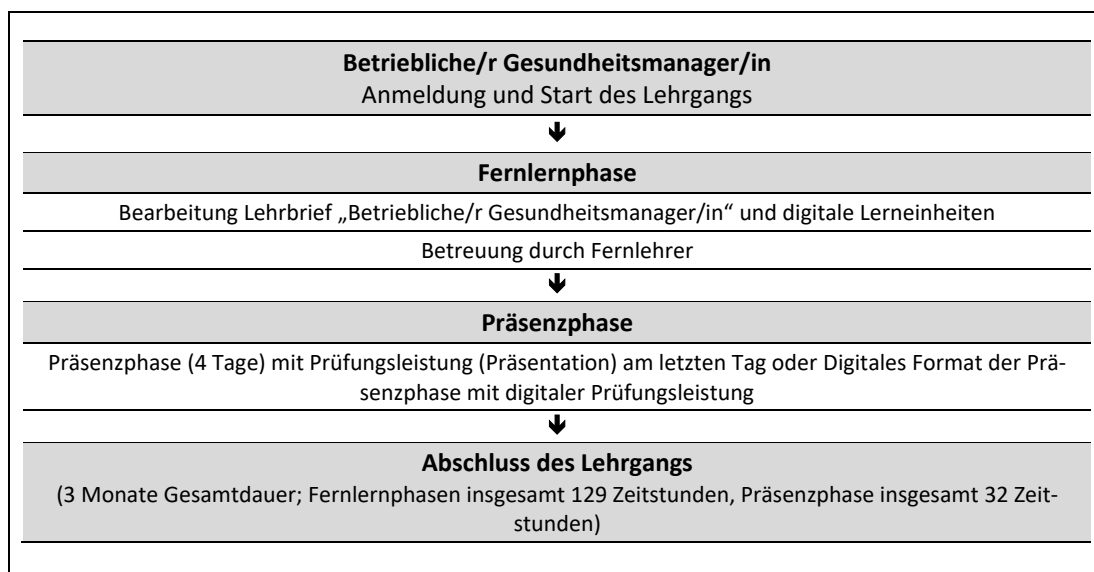 Betriebliche/r Gesundheitsmanager/in
Anmeldung und Start des Lehrgangs
Fernlernphase
Bearbeitung Lehrbrief „Betriebliche/r Gesundheitsmanager/in“ und digitale Lerneinheiten
Betreuung durch Fernlehrer
Präsenzphase
Präsenzphase (4 Tage) mit Prüfungsleistung (Präsentation) am letzten Tag oder Digitales Format der Prä-
senzphase mit digitaler Prüfungsleistung
Abschluss des Lehrgangs
(3 Monate Gesamtdauer; Fernlernphasen insgesamt 129 Zeitstunden, Präsenzphase insgesamt 32 Zeit-
stunden)